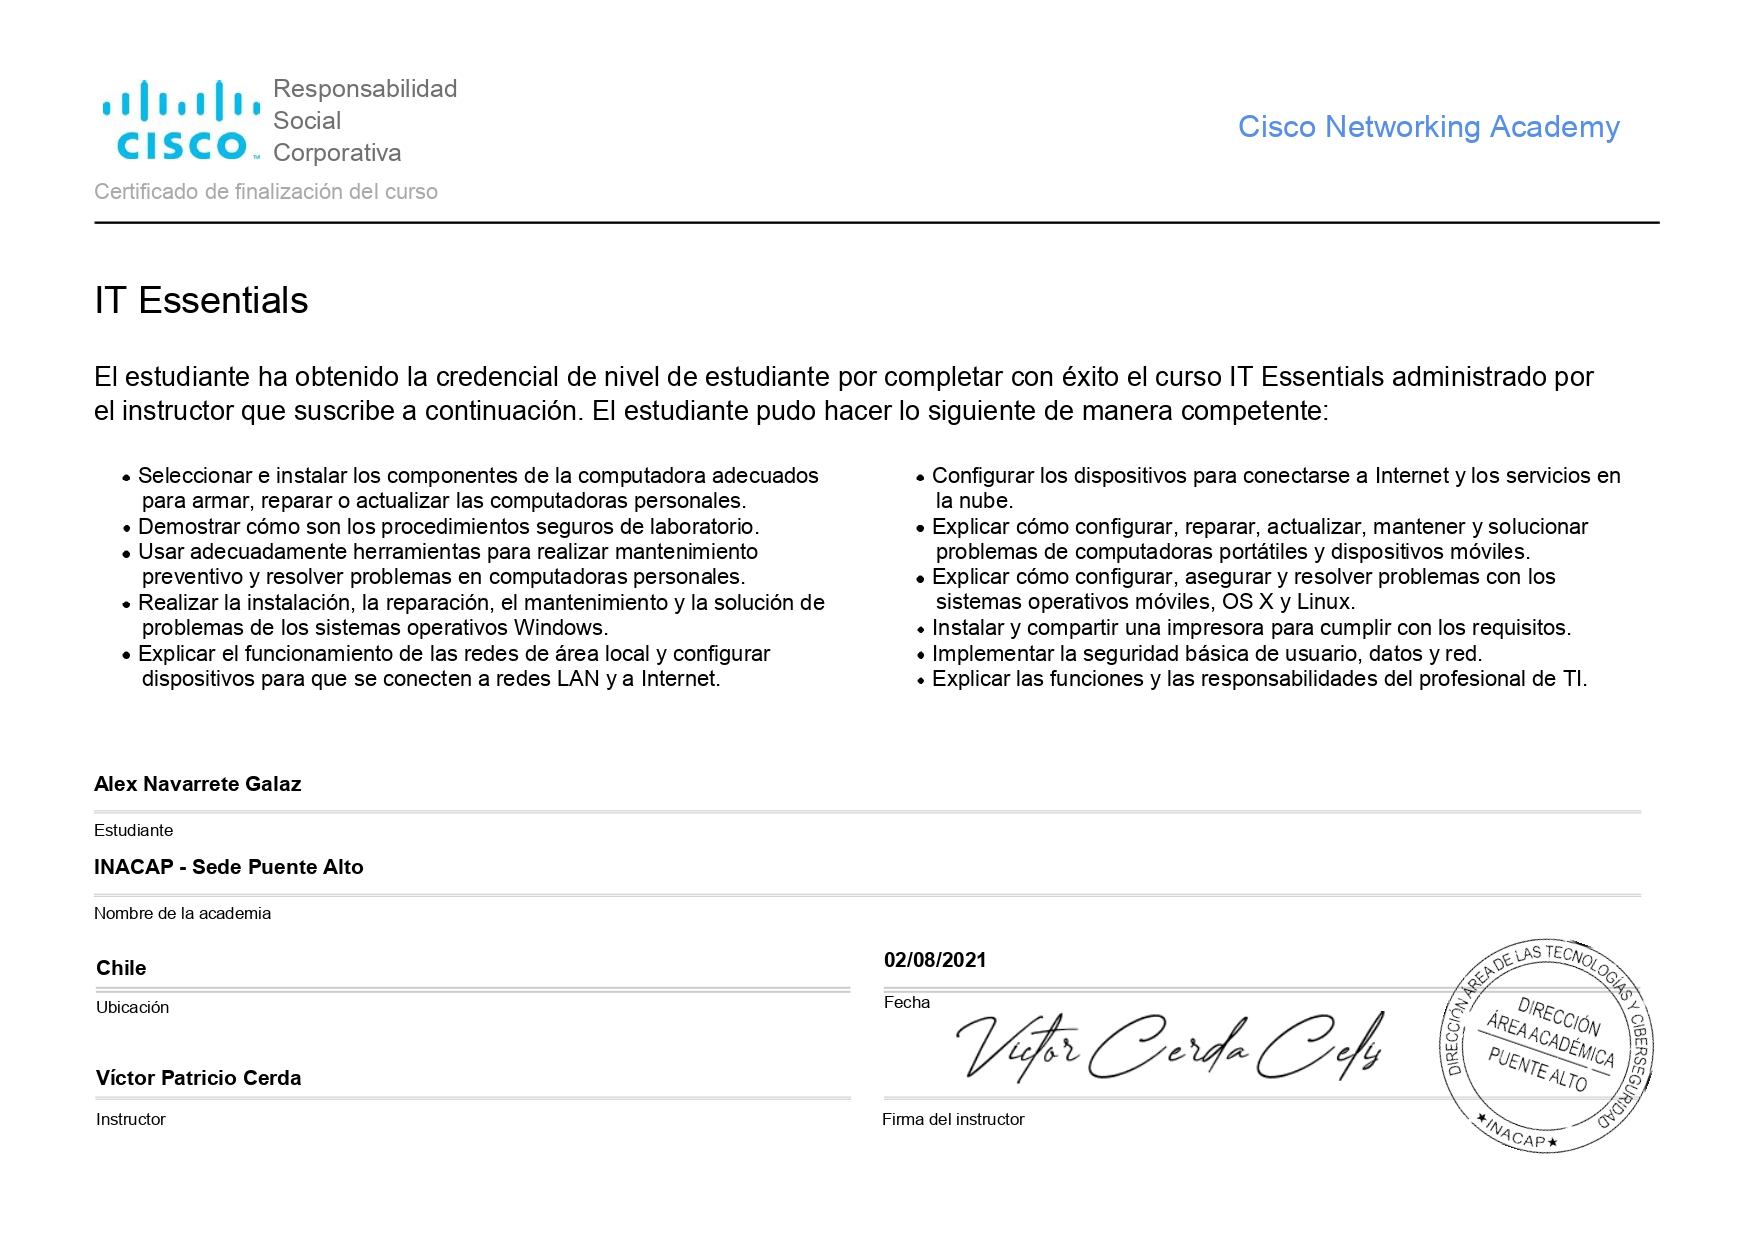 Responsabilidad
Social
Corporativa
CISCO™
Certificado de finalización del curso
Cisco Networking Academy
IT Essentials
El estudiante ha obtenido la credencial de nivel de estudiante por completar con éxito el curso IT Essentials administrado por
el instructor que suscribe a continuación. El estudiante pudo hacer lo siguiente de manera competente:
• Seleccionar e instalar los componentes de la computadora adecuados
para armar, reparar o actualizar las computadoras personales.
• Demostrar cómo son los procedimientos seguros de laboratorio.
• Usar adecuadamente herramientas para realizar mantenimiento
preventivo y resolver problemas en computadoras personales.
• Realizar la instalación, la reparación, el mantenimiento y la solución de
problemas de los sistemas operativos Windows.
• Explicar el funcionamiento de las redes de área local y configurar
dispositivos para que se conecten a redes LAN y a Internet.
• Configurar los dispositivos para conectarse a Internet y los servicios en
la nube.
• Explicar cómo configurar, reparar, actualizar, mantener y solucionar
problemas de computadoras portátiles y dispositivos móviles.
• Explicar cómo configurar, asegurar y resolver problemas con los
sistemas operativos móviles, OS X y Linux.
• Instalar y compartir una impresora para cumplir con los requisitos.
• Implementar la seguridad básica de usuario, datos y red.
• Explicar las funciones y las responsabilidades del profesional de TI.
Alex Navarrete Galaz
Estudiante
INACAP - Sede Puente Alto
Nombre de la academia
Chile
Ubicación
02/08/2021
Fecha
Víctor Patricio Cerda
Instructor
Víctor Cerda Cely
Firma del instructor
DIRECCIÓN ÁREA DE LAS TECNOLOGÍAS Y CIBERSEGURIDAD
DIRECCIÓN
ÁREA ACADÉMICA
PUENTE ALTO
★INACAP★